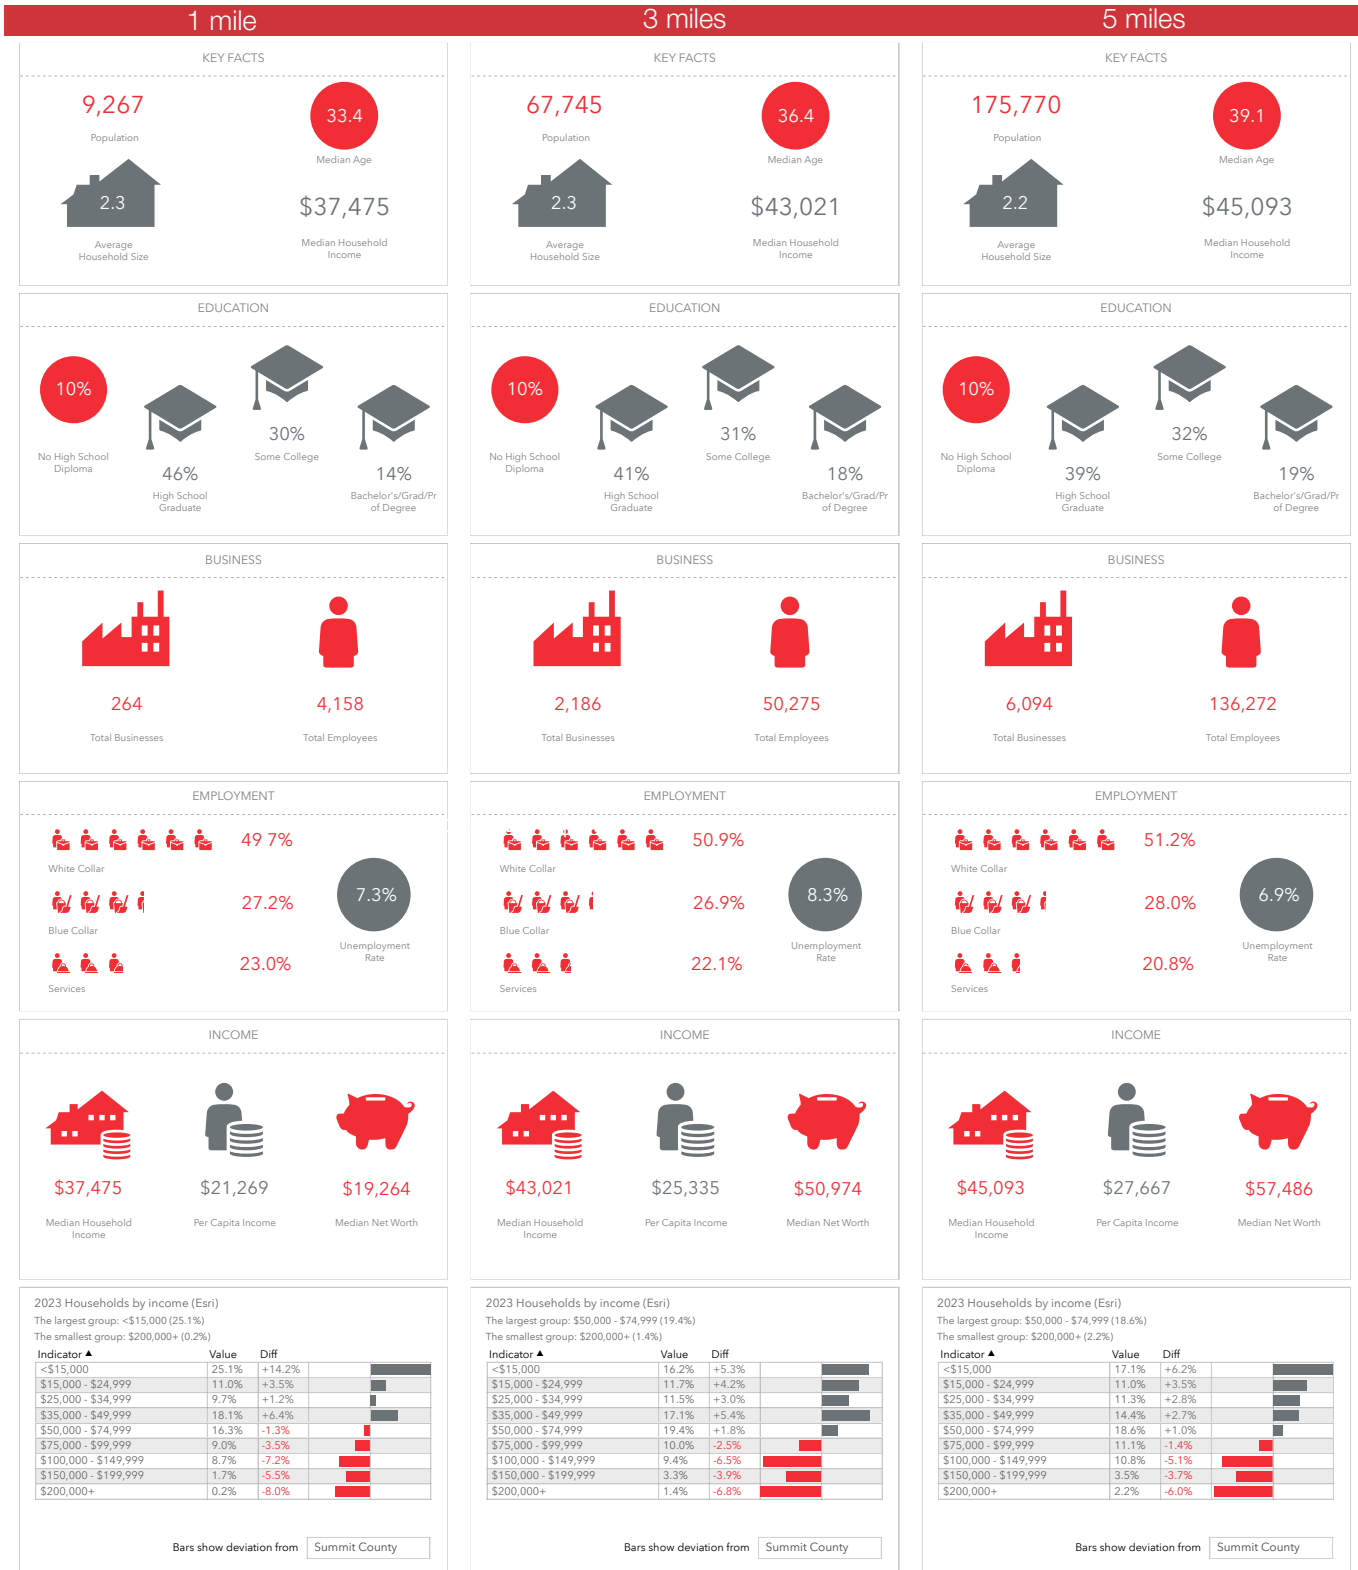 1 mile
KEY FACTS
9,267
Population
33.4
Median Age
2.3
Average
Household Size
$37,475
Median Household
Income
EDUCATION
10%
No High School
Diploma
46%
High School
Graduate
30%
Some College
14%
Bachelor's/Grad/Pr
of Degree
BUSINESS
264
Total Businesses
4,158
Total Employees
EMPLOYMENT
49 7%
White Collar
27.2%
Blue Collar
23.0%
Services
7.3%
Unemployment
Rate
INCOME
$37,475
Median Household
Income
$21,269
Per Capita Income
$19,264
Median Net Worth
2023 Households by income (Esri)
The largest group: <$15,000 (25.1%)
The smallest group: $200,000+ (0.2%)
Indicator ▲ Value Diff
<$15,000 25.1% +14.2%
$15,000 - $24,999 11.0% +3.5%
$25,000 - $34,999 9.7% +1.2%
$35,000 - $49,999 18.1% +6.4%
$50,000 - $74,999 16.3% -1.3%
$75,000 - $99,999 9.0% -3.5%
$100,000 - $149,999 8.7% -7.2%
$150,000 - $199,999 1.7% -5.5%
$200,000+ 0.2% -8.0%
Bars show deviation from Summit County
3 miles
KEY FACTS
67,745
Population
36.4
Median Age
2.3
Average
Household Size
$43,021
Median Household
Income
EDUCATION
10%
No High School
Diploma
41%
High School
Graduate
31%
Some College
18%
Bachelor's/Grad/Pr
of Degree
BUSINESS
2,186
Total Businesses
50,275
Total Employees
EMPLOYMENT
50.9%
White Collar
26.9%
Blue Collar
22.1%
Services
8.3%
Unemployment
Rate
INCOME
$43,021
Median Household
Income
$25,335
Per Capita Income
$50,974
Median Net Worth
2023 Households by income (Esri)
The largest group: $50,000 - $74,999 (19.4%)
The smallest group: $200,000+ (1.4%)
Indicator ▲ Value Diff
<$15,000 16.2% +5.3%
$15,000 - $24,999 11.7% +4.2%
$25,000 - $34,999 11.5% +3.0%
$35,000 - $49,999 17.1% +5.4%
$50,000 - $74,999 19.4% +1.8%
$75,000 - $99,999 10.0% -2.5%
$100,000 - $149,999 9.4% -6.5%
$150,000 - $199,999 3.3% -3.9%
$200,000+ 1.4% -6.8%
Bars show deviation from Summit County
5 miles
KEY FACTS
175,770
Population
39.1
Median Age
2.2
Average
Household Size
$45,093
Median Household
Income
EDUCATION
10%
No High School
Diploma
39%
High School
Graduate
32%
Some College
19%
Bachelor's/Grad/Pr
of Degree
BUSINESS
6,094
Total Businesses
136,272
Total Employees
EMPLOYMENT
51.2%
White Collar
28.0%
Blue Collar
20.8%
Services
6.9%
Unemployment
Rate
INCOME
$45,093
Median Household
Income
$27,667
Per Capita Income
$57,486
Median Net Worth
2023 Households by income (Esri)
The largest group: $50,000 - $74,999 (18.6%)
The smallest group: $200,000+ (2.2%)
Indicator ▲ Value Diff
<$15,000 17.1% +6.2%
$15,000 - $24,999 11.0% +3.5%
$25,000 - $34,999 11.3% +2.8%
$35,000 - $49,999 14.4% +2.7%
$50,000 - $74,999 18.6% +1.0%
$75,000 - $99,999 11.1% -1.4%
$100,000 - $149,999 10.8% -5.1%
$150,000 - $199,999 3.5% -3.7%
$200,000+ 2.2% -6.0%
Bars show deviation from Summit County